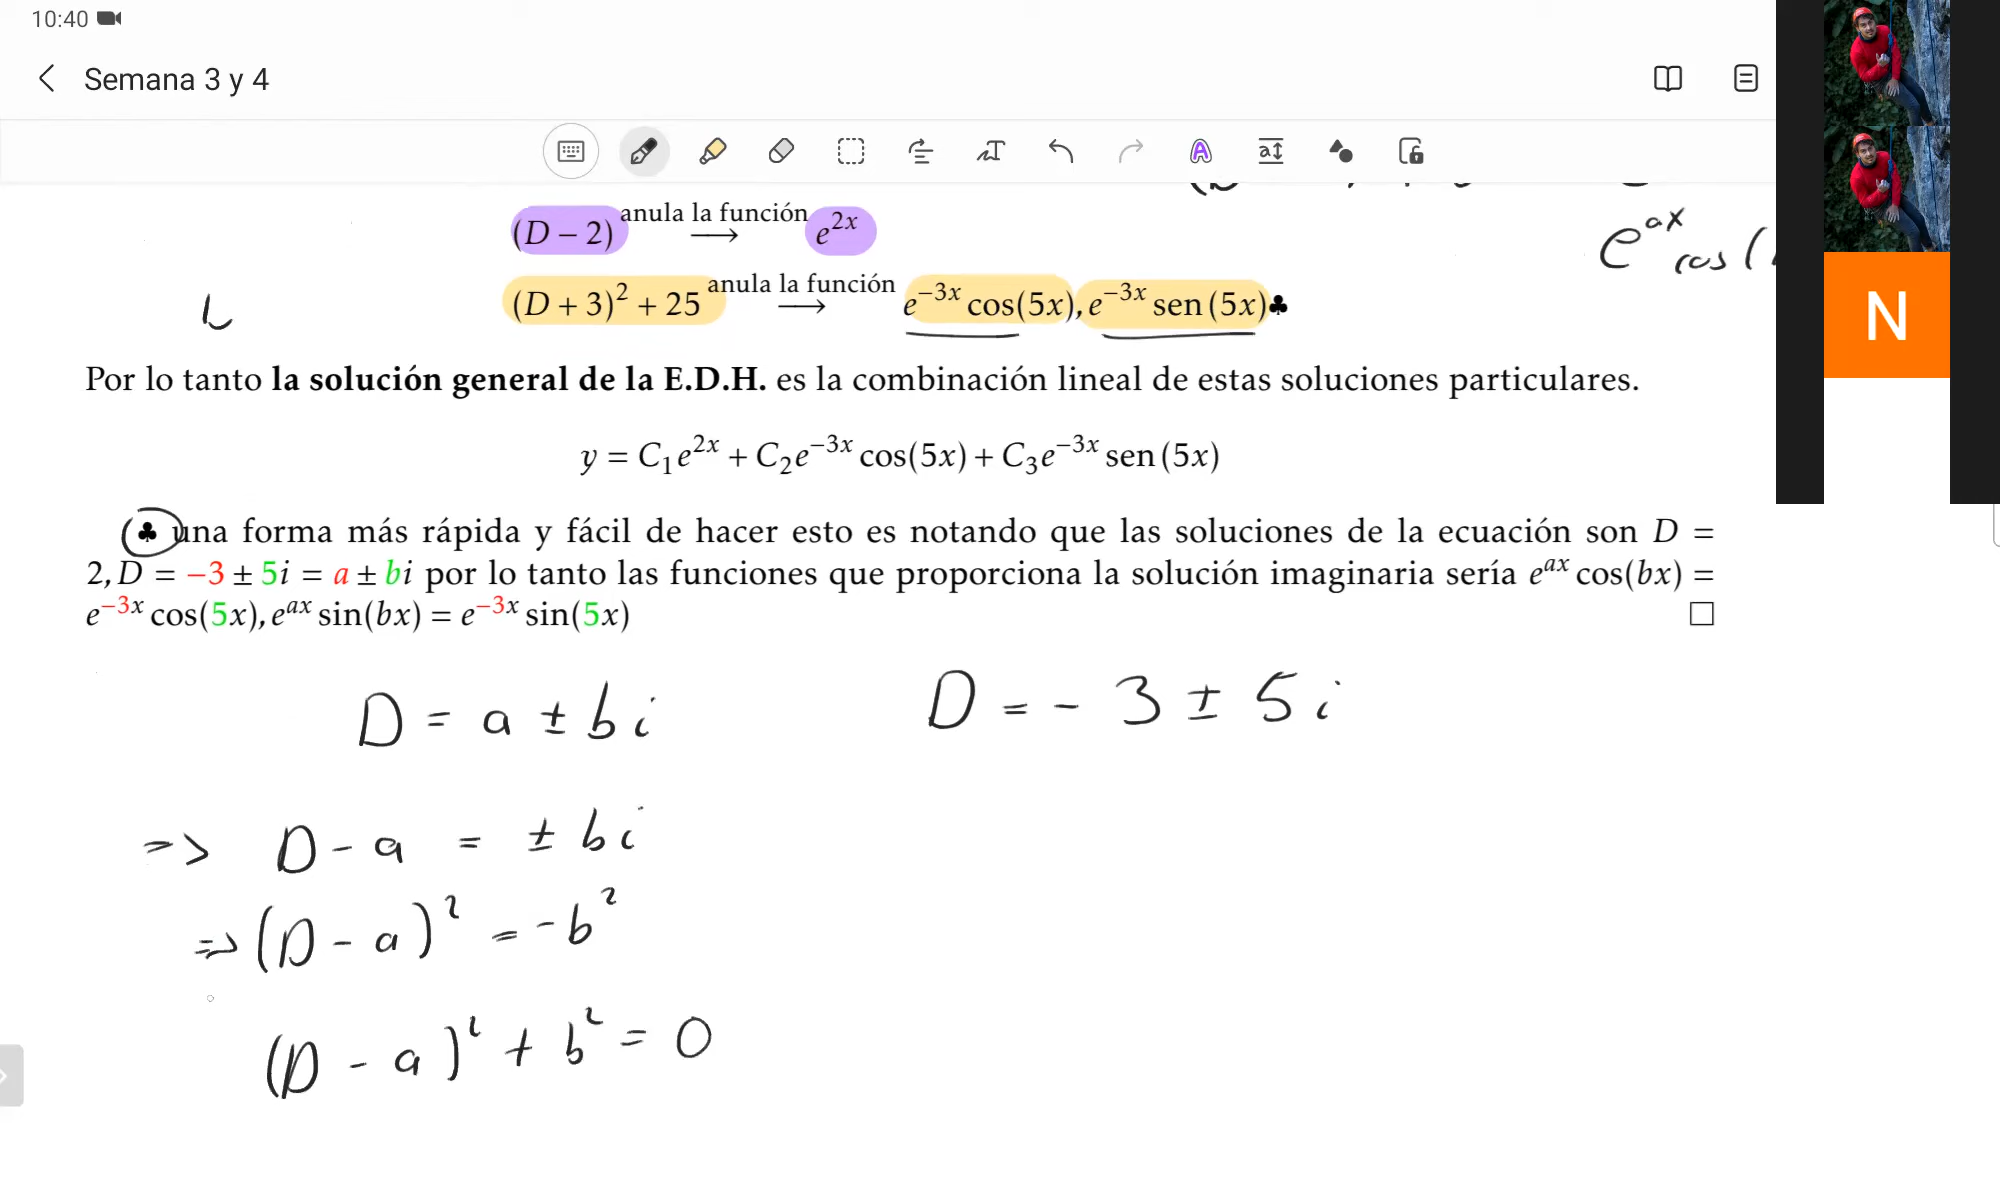 10:40
Semana 3 y 4
(D − 2) anula la función ⟶ e^{2x}
e^{ax} cos(
(D + 3)² + 25 anula la función ⟶ e^{−3x} cos(5x), e^{−3x} sen (5x)♣
Por lo tanto la solución general de la E.D.H. es la combinación lineal de estas soluciones particulares.
y = C₁e^{2x} + C₂e^{−3x} cos(5x) + C₃e^{−3x} sen (5x)
♣ una forma más rápida y fácil de hacer esto es notando que las soluciones de la ecuación son D =
2, D = −3 ± 5i = a ± bi por lo tanto las funciones que proporciona la solución imaginaria sería e^{ax} cos(bx) =
e^{−3x} cos(5x), e^{ax} sin(bx) = e^{−3x} sin(5x) □
D = a ± bi
D = - 3 ± 5i
=> D - a = ± bi
=> (D - a)² = -b²
(D - a)² + b² = 0
N